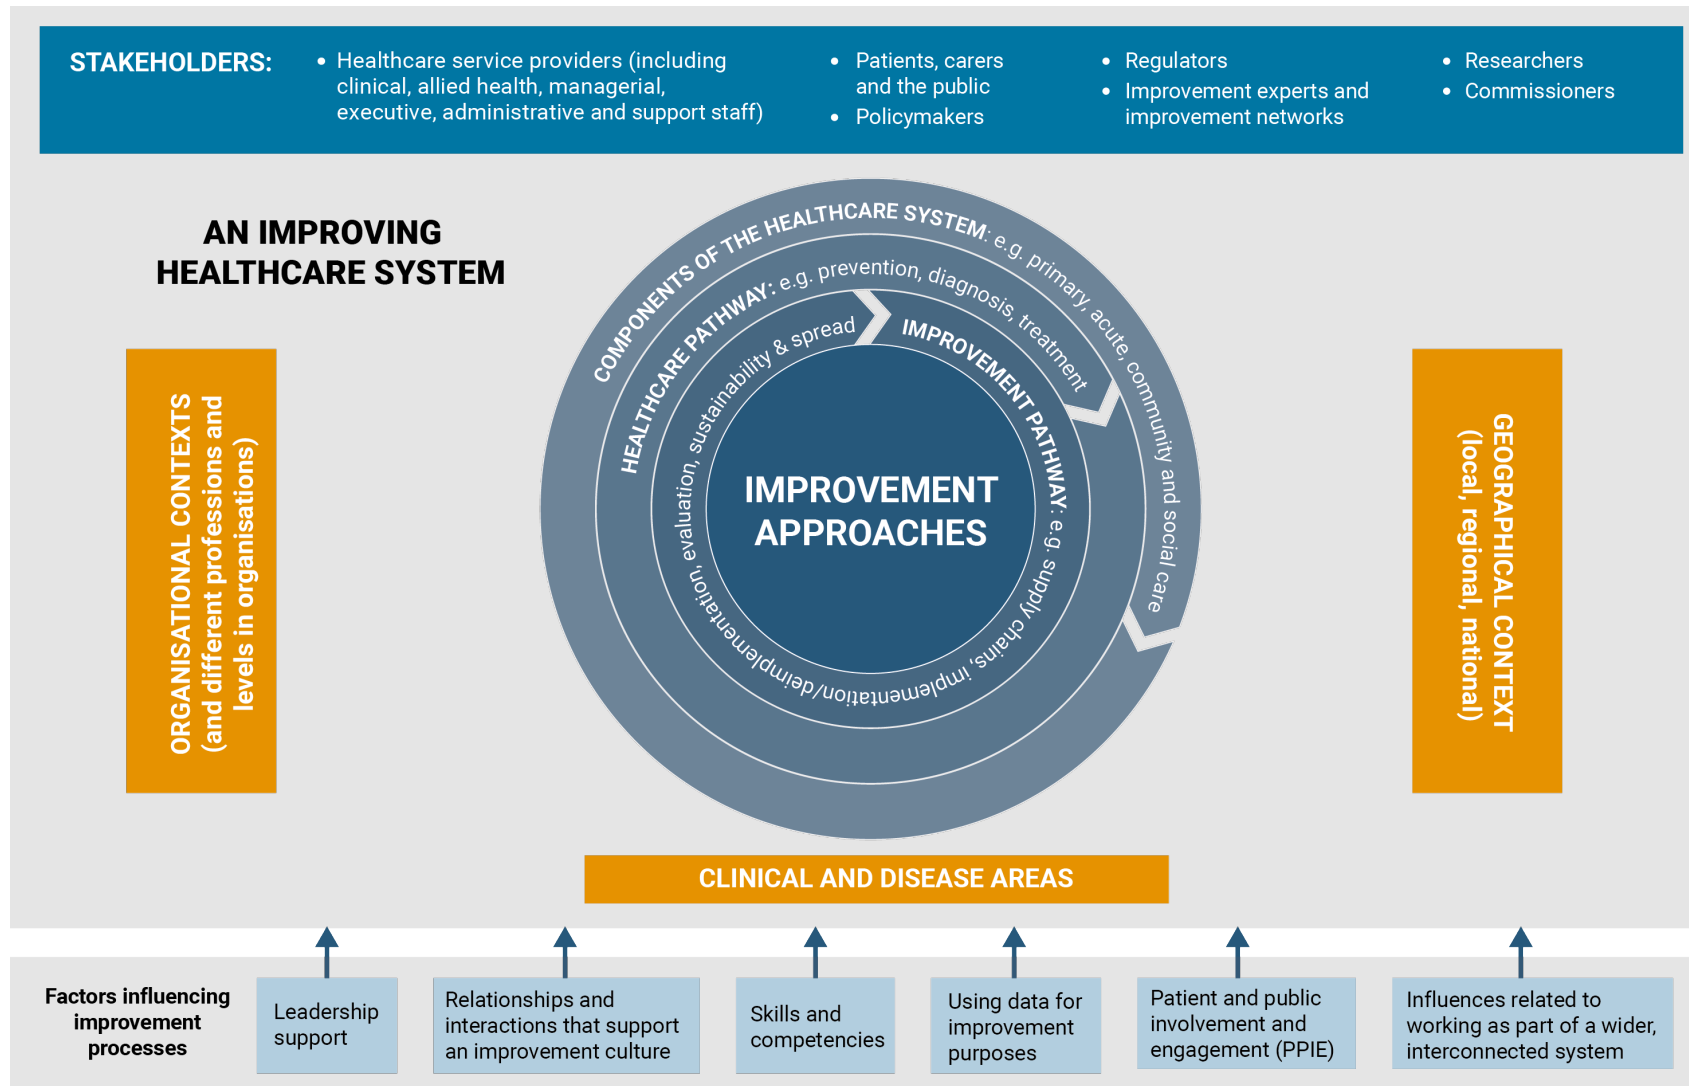 STAKEHOLDERS:
• Healthcare service providers (including
clinical, allied health, managerial,
executive, administrative and support staff)
• Patients, carers
and the public
• Policymakers
• Regulators
• Improvement experts and
improvement networks
• Researchers
• Commissioners
AN IMPROVING
HEALTHCARE SYSTEM
COMPONENTS OF THE HEALTHCARE SYSTEM: e.g. primary, acute, community and social care
HEALTHCARE PATHWAY: e.g. prevention, diagnosis, treatment
IMPROVEMENT PATHWAY: e.g. supply chains, implementation/deimplementation, evaluation, sustainability & spread
IMPROVEMENT
APPROACHES
ORGANISATIONAL CONTEXTS
(and different professions and
levels in organisations)
GEOGRAPHICAL CONTEXT
(local, regional, national)
CLINICAL AND DISEASE AREAS
Factors influencing
improvement
processes
Leadership
support
Relationships and
interactions that support
an improvement culture
Skills and
competencies
Using data for
improvement
purposes
Patient and public
involvement and
engagement (PPIE)
Influences related to
working as part of a wider,
interconnected system